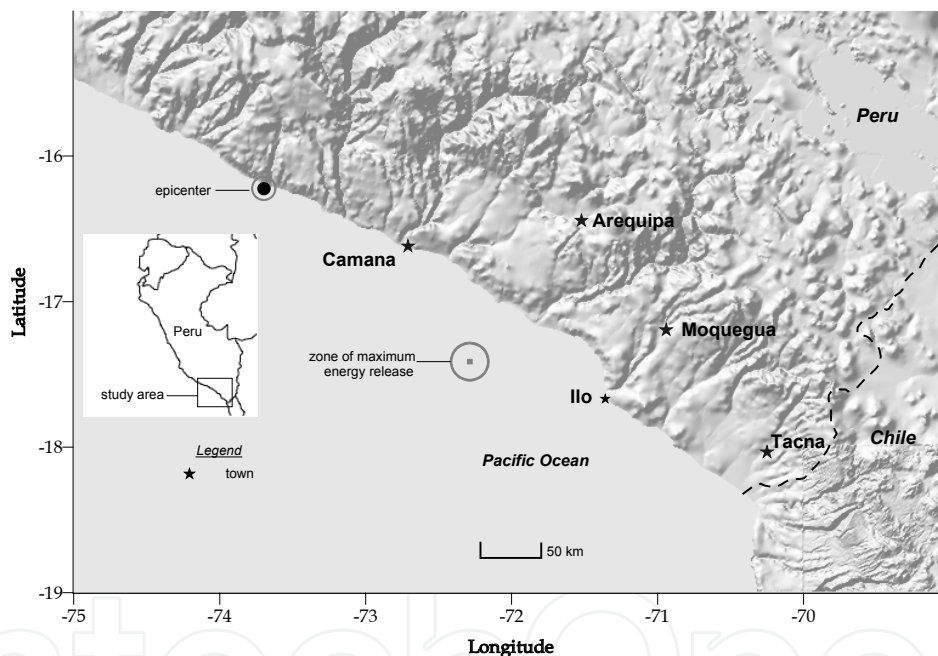 Peru
-16
epicenter
Arequipa
Camana
Latitude
-17
Peru
Moquegua
zone of maximum
energy release
study area
Ilo
-18
Tacna
Chile
Legend
town
Pacific Ocean
50 km
-19
-75
-74
-73
-72
-71
-70
Longitude